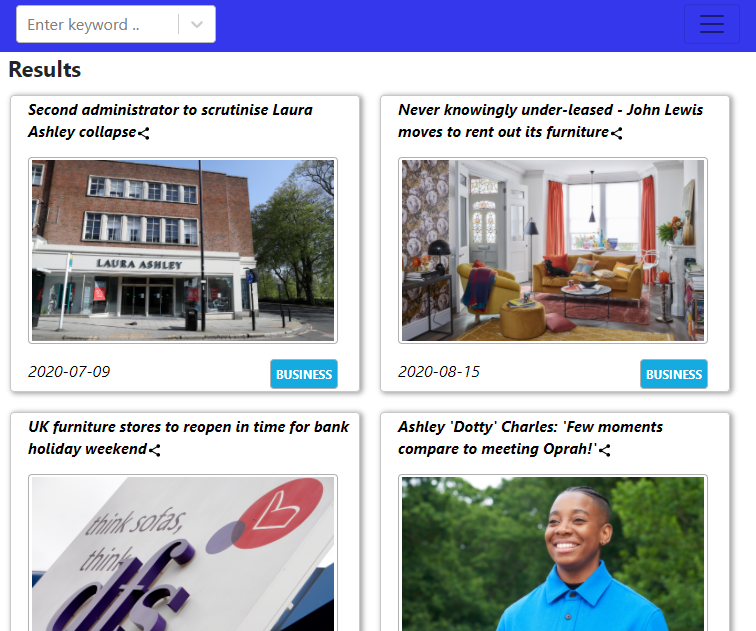 Enter keyword ..
Results
Second administrator to scrutinise Laura
Ashley collapse
LAURA ASHLEY
2020-07-09
BUSINESS
Never knowingly under-leased - John Lewis
moves to rent out its furniture
2020-08-15
BUSINESS
UK furniture stores to reopen in time for bank
holiday weekend
think sofas,
think
dfs
Ashley 'Dotty' Charles: 'Few moments
compare to meeting Oprah!'